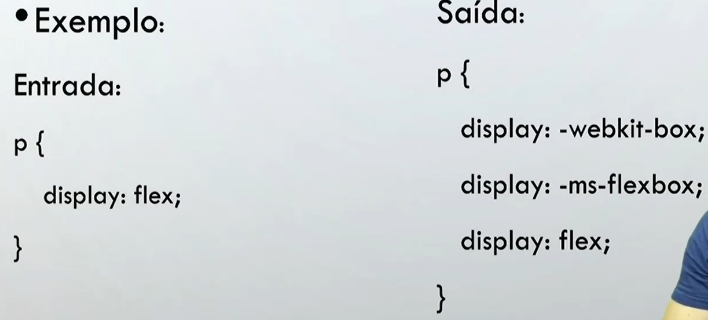 •Exemplo:
Entrada:
p {
display: flex;
}
Saída:
p {
display: -webkit-box;
display: -ms-flexbox;
display: flex;
}